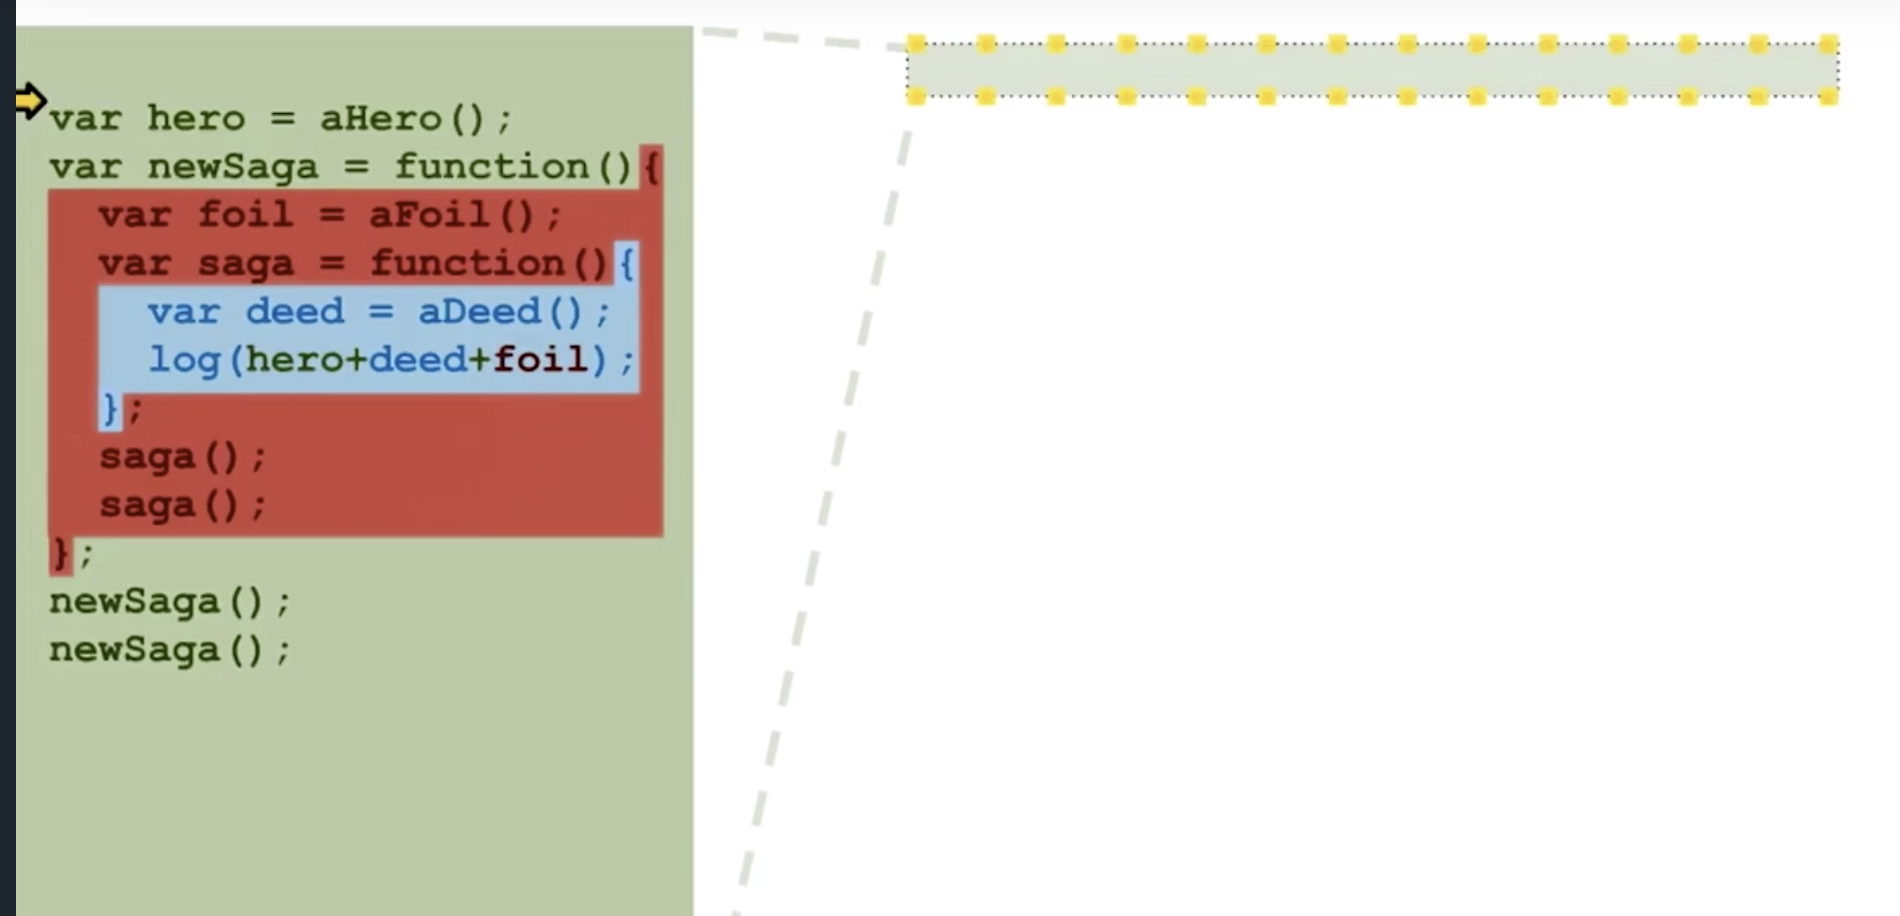 var hero = aHero();
var newSaga = function(){
  var foil = aFoil();
  var saga = function(){
    var deed = aDeed();
    log(hero+deed+foil);
  };
  saga();
  saga();
};
newSaga();
newSaga();